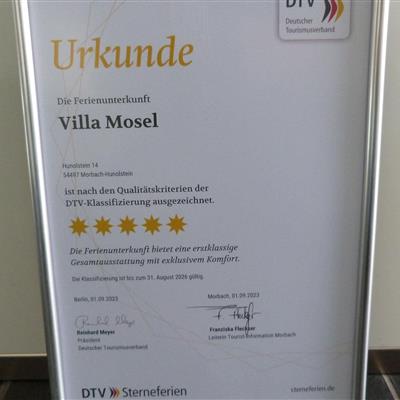 DTV
Deutscher
Tourismusverband
Urkunde
Die Ferienunterkunft
Villa Mosel
Hunolstein 14
54497 Morbach-Hunolstein
ist nach den Qualitätskriterien der
DTV-Klassifizierung ausgezeichnet.
Die Ferienunterkunft bietet eine erstklassige
Gesamtausstattung mit exklusivem Komfort.
Die Klassifizierung ist bis zum 31. August 2026 gültig.
Berlin, 01.09.2023
Morbach, 01.09.2023
Reinhard Meyer
Präsident
Deutscher Tourismusverband
Franziska Fleckser
Leiterin Tourist-Information Morbach
DTV Sterneferien
sterneferien.de